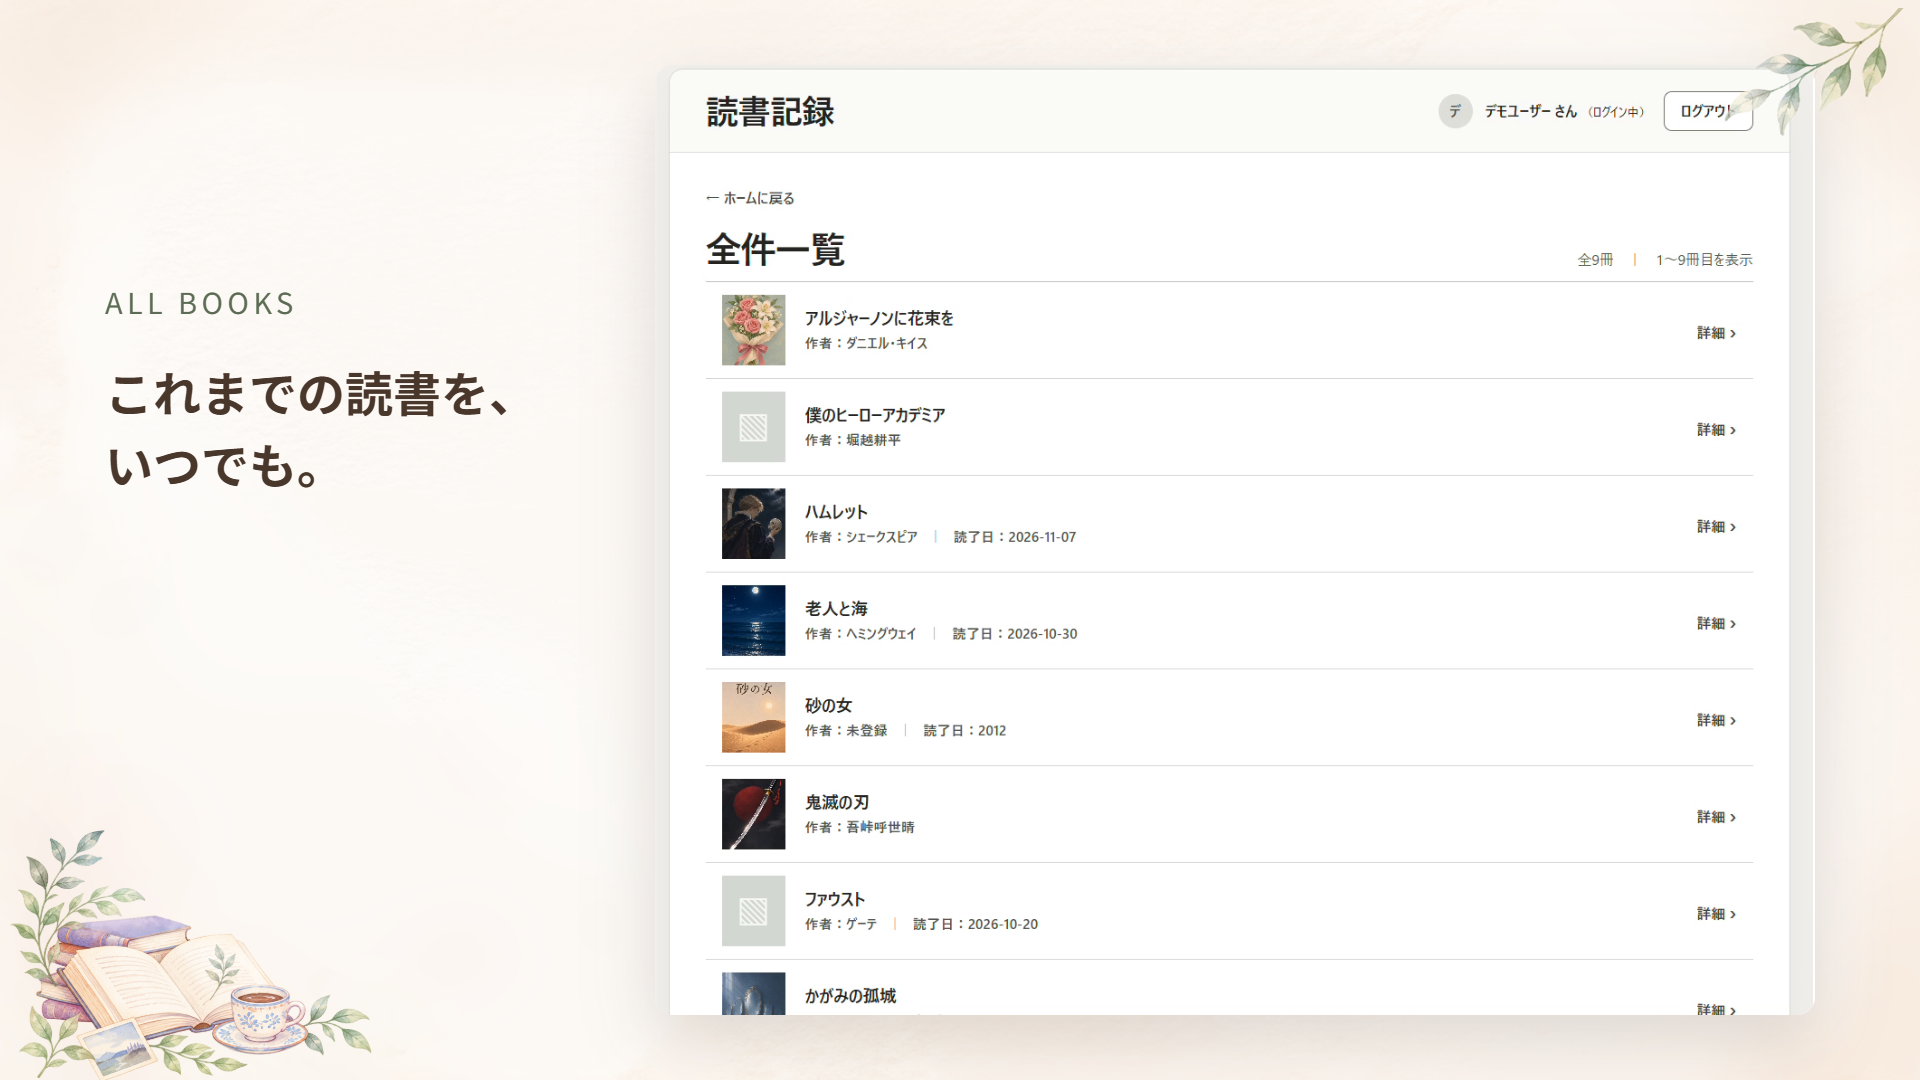 ALL BOOKS
これまでの読書を、
いつでも。
読書記録
デ デモユーザー さん （ログイン中） ログアウト
← ホームに戻る
全件一覧
全9冊 | 1～9冊目を表示
アルジャーノンに花束を
作者：ダニエル・キイス
詳細 ›
僕のヒーローアカデミア
作者：堀越耕平
詳細 ›
ハムレット
作者：シェークスピア | 読了日：2026-11-07
詳細 ›
老人と海
作者：ヘミングウェイ | 読了日：2026-10-30
詳細 ›
砂の女
砂の女
作者：未登録 | 読了日：2012
詳細 ›
鬼滅の刃
作者：吾峠呼世晴
詳細 ›
ファウスト
作者：ゲーテ | 読了日：2026-10-20
詳細 ›
かがみの孤城
詳細 ›